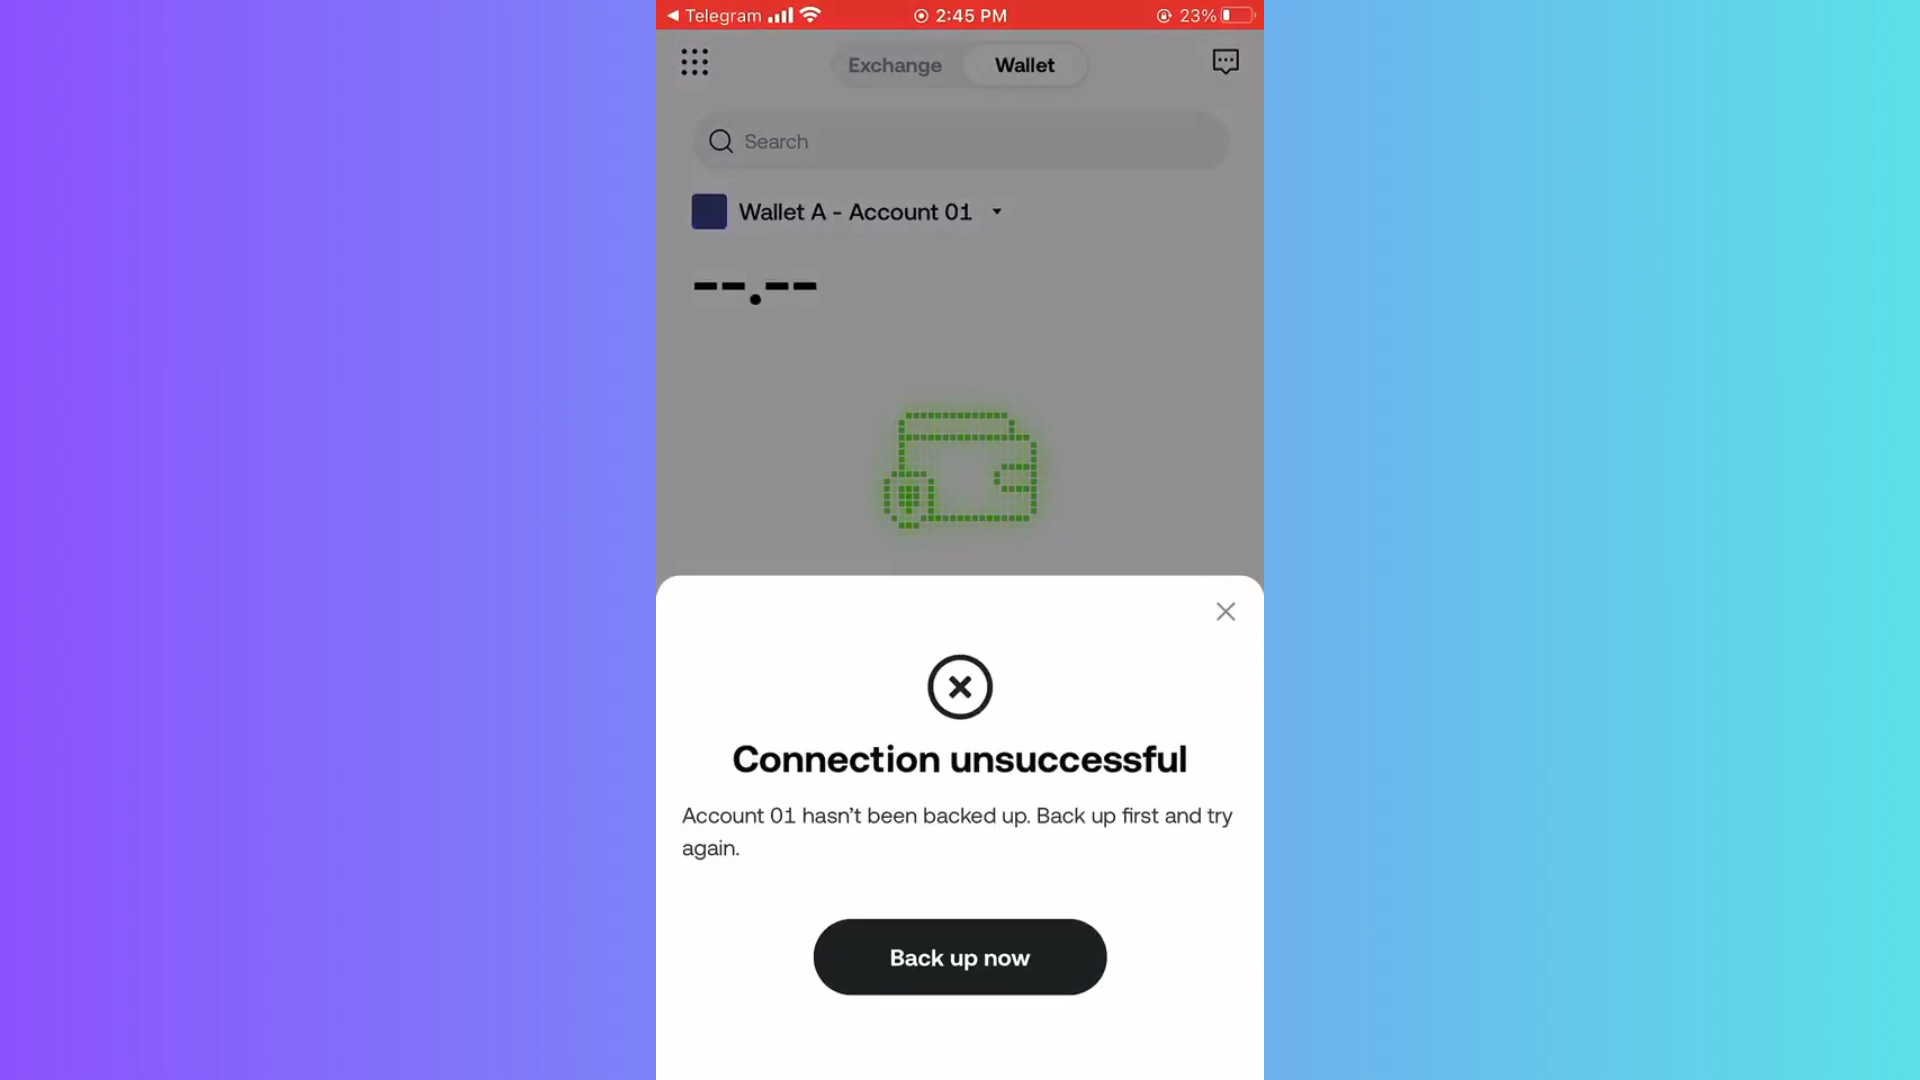 Telegram 2:45 PM 23%
Exchange Wallet
Search
Wallet A - Account 01
--.--
Connection unsuccessful
Account 01 hasn’t been backed up. Back up first and try
again.
Back up now